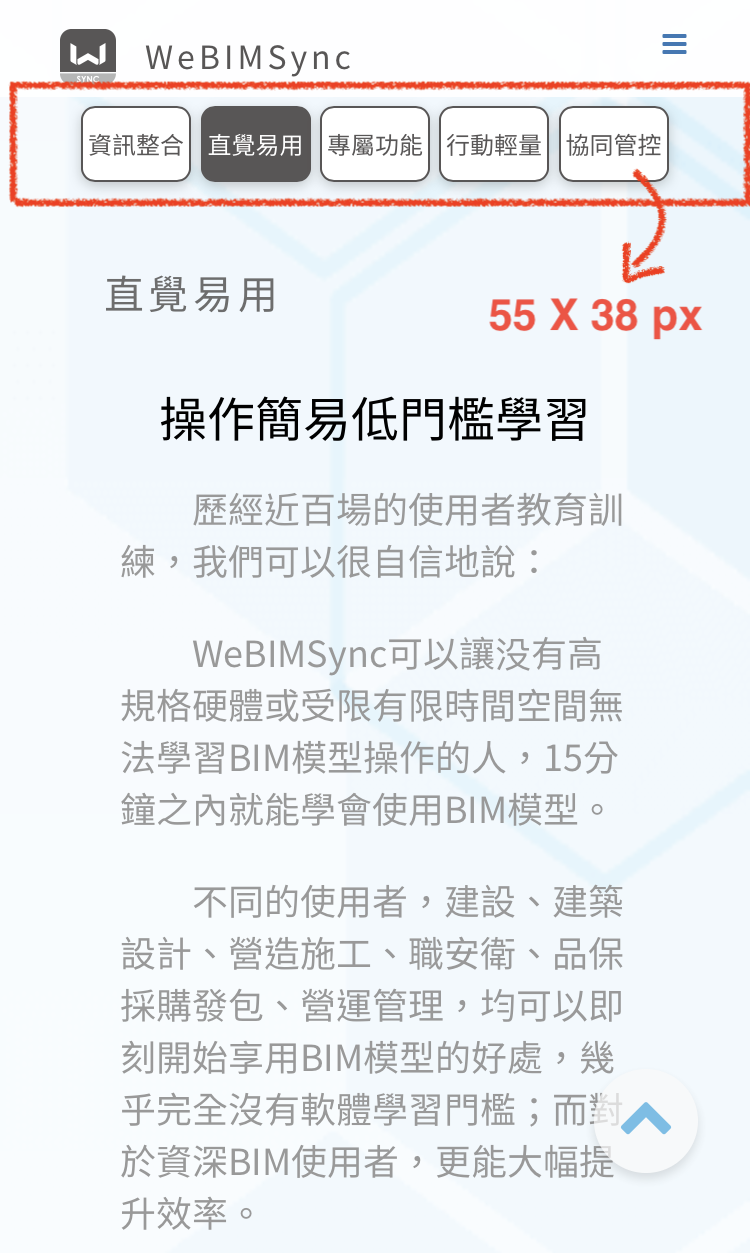 WeBIMSync
SYNC
資訊整合 直覺易用 專屬功能 行動輕量 協同管控
直覺易用
55 X 38 px
操作簡易低門檻學習
歷經近百場的使用者教育訓
練，我們可以很自信地說：
WeBIMSync可以讓没有高
規格硬體或受限有限時間空間無
法學習BIM模型操作的人，15分
鐘之內就能學會使用BIM模型。
不同的使用者，建設、建築
設計、營造施工、職安衛、品保
採購發包、營運管理，均可以即
刻開始享用BIM模型的好處，幾
乎完全沒有軟體學習門檻；而對
於資深BIM使用者，更能大幅提
升效率。